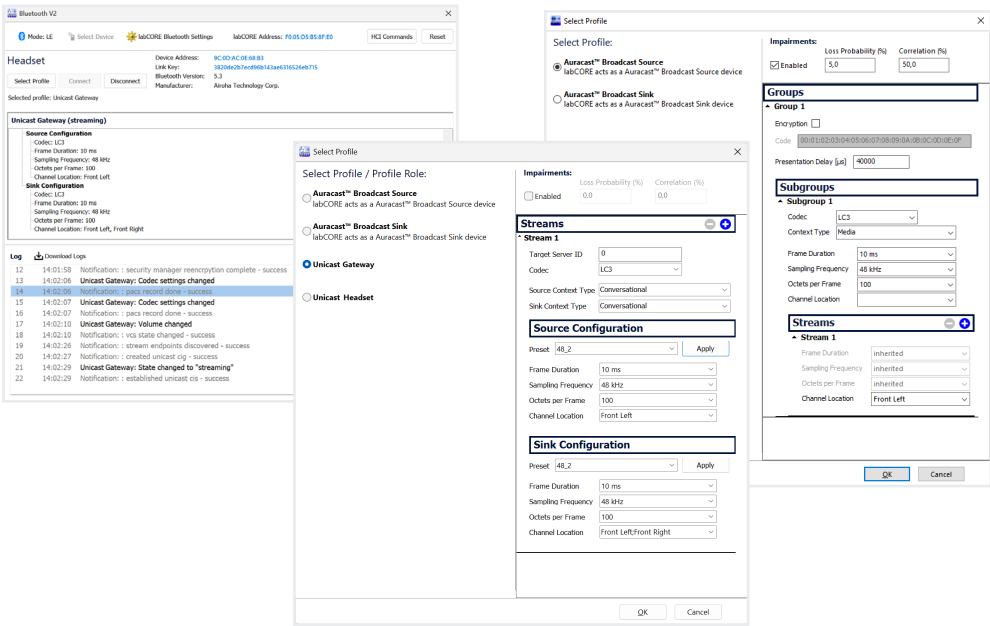 Bluetooth V2
Mode: LE
Select Device
labCORE Bluetooth Settings
labCORE Address: F0:05:D5:B5:8F:E0
HCI Commands
Reset
Headset
Device Address: 9C:0D:AC:0E:68:B3
Link Key: 3820de2b7ecd96b143ae6316526eb715
Bluetooth Version: 5.3
Manufacturer: Airoha Technology Corp.
Select Profile
Connect
Disconnect
Selected profile: Unicast Gateway
Unicast Gateway (streaming)
Source Configuration
Codec: LC3
Frame Duration: 10 ms
Sampling Frequency: 48 kHz
Octets per Frame: 100
Channel Location: Front Left
Sink Configuration
Codec: LC3
Frame Duration: 10 ms
Sampling Frequency: 48 kHz
Octets per Frame: 100
Channel Location: Front Left, Front Right
Log
Download Logs
12 14:01:58 Notification: : security manager reencrpytion complete - success
13 14:02:06 Unicast Gateway: Codec settings changed
14 14:02:06 Notification: : pacs record done - success
15 14:02:07 Unicast Gateway: Codec settings changed
16 14:02:07 Notification: : pacs record done - success
17 14:02:10 Unicast Gateway: Volume changed
18 14:02:10 Notification: : vcs state changed - success
19 14:02:26 Notification: : stream endpoints discovered - success
20 14:02:27 Notification: : created unicast cig - success
21 14:02:29 Unicast Gateway: State changed to "streaming"
22 14:02:29 Notification: : established unicast cis - success
Select Profile
Select Profile / Profile Role:
Auracast™ Broadcast Source
labCORE acts as a Auracast™ Broadcast Source device
Auracast™ Broadcast Sink
labCORE acts as a Auracast™ Broadcast Sink device
Unicast Gateway
Unicast Headset
Impairments:
Loss Probability (%)
Correlation (%)
Enabled
0,0
0,0
Streams
Stream 1
Target Server ID 0
Codec LC3
Source Context Type Conversational
Sink Context Type Conversational
Source Configuration
Preset 48_2 Apply
Frame Duration 10 ms
Sampling Frequency 48 kHz
Octets per Frame 100
Channel Location Front Left
Sink Configuration
Preset 48_2 Apply
Frame Duration 10 ms
Sampling Frequency 48 kHz
Octets per Frame 100
Channel Location Front Left;Front Right
OK
Cancel
Select Profile
Select Profile:
Auracast™ Broadcast Source
labCORE acts as a Auracast™ Broadcast Source device
Auracast™ Broadcast Sink
labCORE acts as a Auracast™ Broadcast Sink device
Impairments:
Loss Probability (%)
Correlation (%)
Enabled
5,0
50,0
Groups
Group 1
Encryption
Code 00:01:02:03:04:05:06:07:08:09:0A:0B:0C:0D:0E:0F
Presentation Delay [µs] 40000
Subgroups
Subgroup 1
Codec LC3
Context Type Media
Frame Duration 10 ms
Sampling Frequency 48 kHz
Octets per Frame 100
Channel Location
Streams
Stream 1
Frame Duration inherited
Sampling Frequency inherited
Octets per Frame inherited
Channel Location Front Left
OK
Cancel